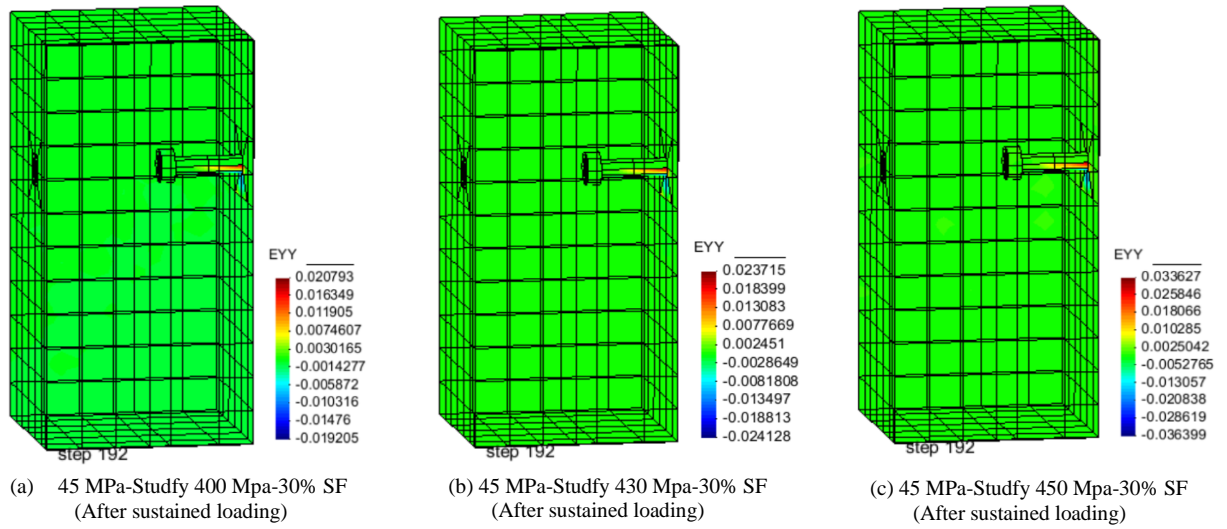 EYY
0.020793
0.016349
0.011905
0.0074607
0.0030165
-0.0014277
-0.005872
-0.010316
-0.01476
-0.019205
step 192
(a) 45 MPa-Studfy 400 Mpa-30% SF
(After sustained loading)
EYY
0.023715
0.018399
0.013083
0.0077669
0.002451
-0.0028649
-0.0081808
-0.013497
-0.018813
-0.024128
step 192
(b) 45 MPa-Studfy 430 Mpa-30% SF
(After sustained loading)
EYY
0.033627
0.025846
0.018066
0.010285
0.0025042
-0.0052765
-0.013057
-0.020838
-0.028619
-0.036399
step 192
(c) 45 MPa-Studfy 450 Mpa-30% SF
(After sustained loading)